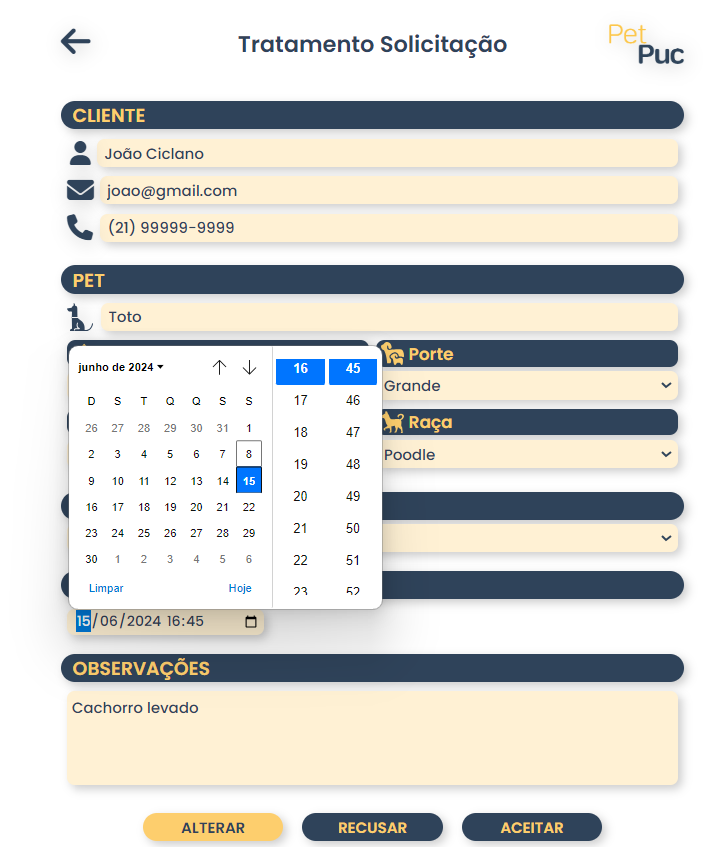 Tratamento Solicitação
Pet
Puc
CLIENTE
João Ciclano
joao@gmail.com
(21) 99999-9999
PET
Toto
Porte
Grande
Raça
Poodle
junho de 2024
D S T Q Q S S
26 27 28 29 30 31 1
2 3 4 5 6 7 8
9 10 11 12 13 14 15
16 17 18 19 20 21 22
23 24 25 26 27 28 29
30 1 2 3 4 5 6
Limpar Hoje
16 45
17 46
18 47
19 48
20 49
21 50
22 51
23 52
15/06/2024 16:45
OBSERVAÇÕES
Cachorro levado
ALTERAR RECUSAR ACEITAR